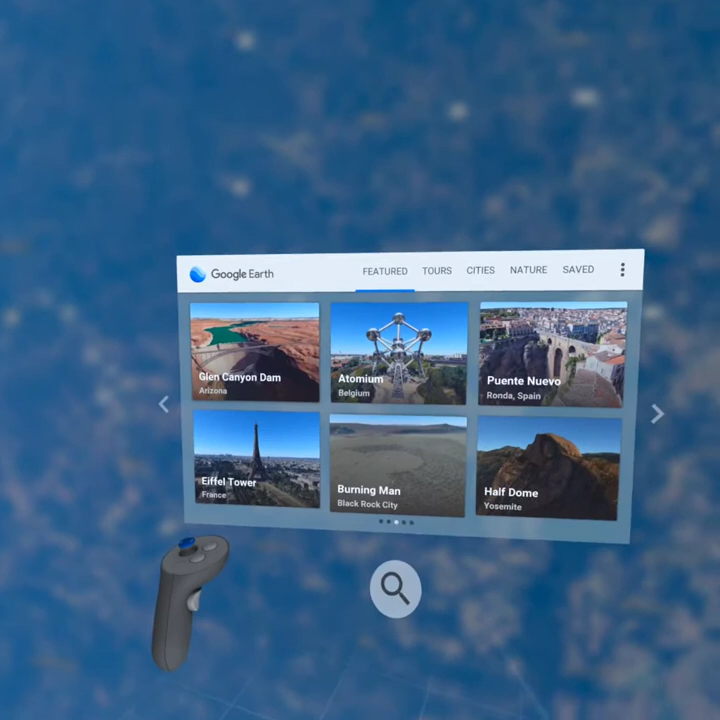 Google Earth
FEATURED TOURS CITIES NATURE SAVED
Glen Canyon Dam
Arizona
Atomium
Belgium
Puente Nuevo
Ronda, Spain
Eiffel Tower
France
Burning Man
Black Rock City
Half Dome
Yosemite